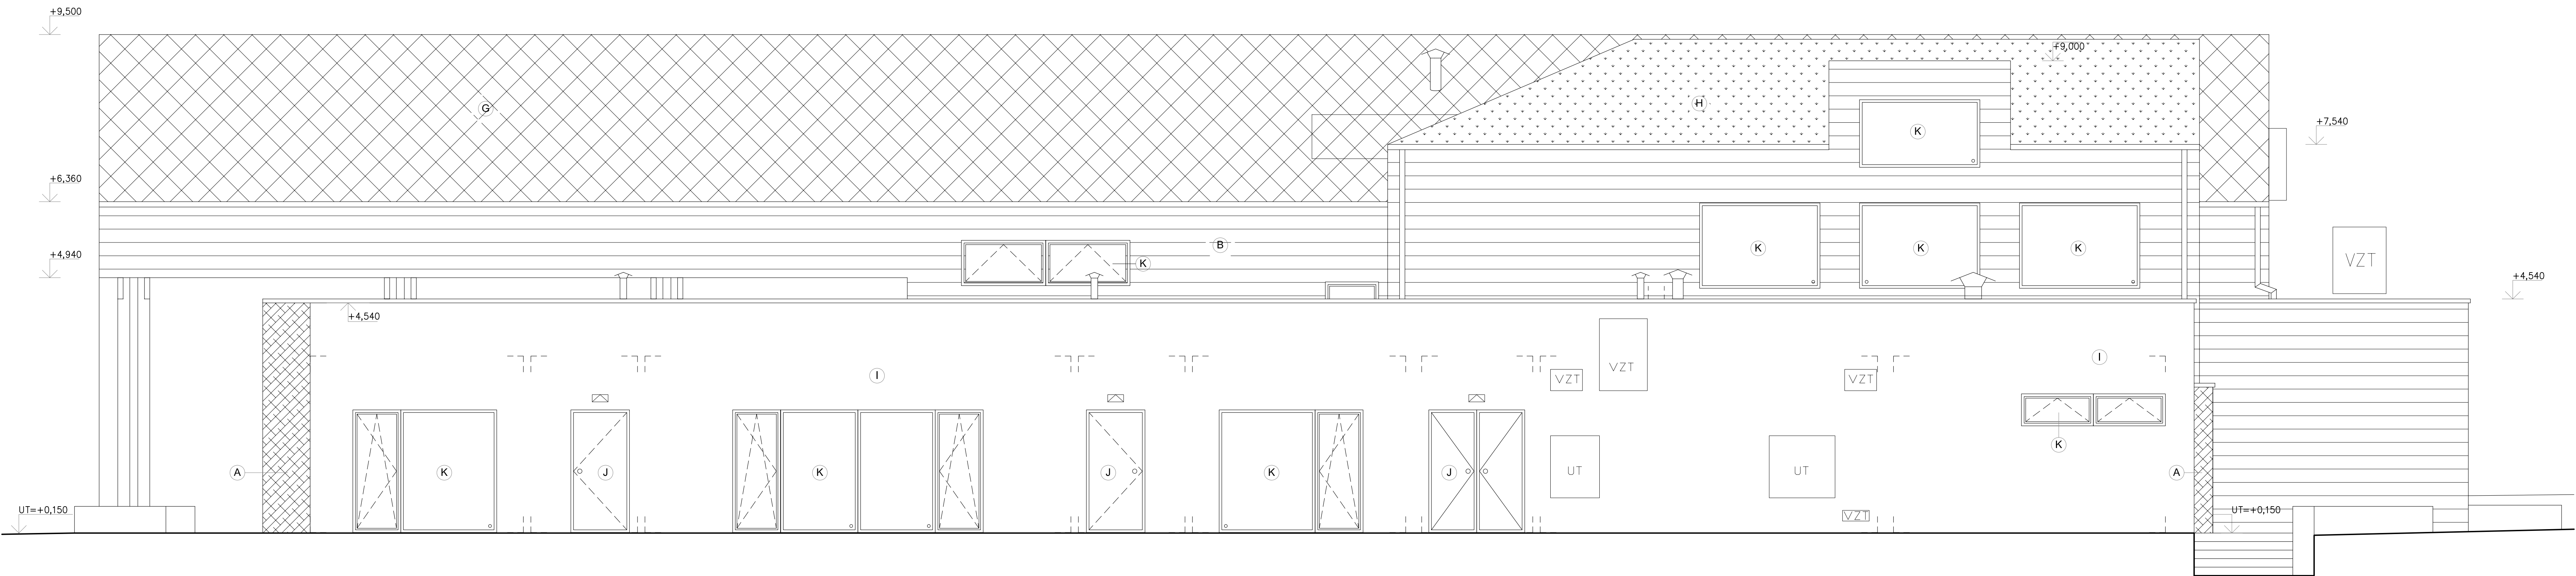 +9,500
+9,000
G
H
K
+7,540
+6,360
B
K
K
K
K
+4,940
VZT
+4,540
+4,540
I
I
VZT
VZT
VZT
K
A
K
J
K
J
K
J
UT
UT
A
UT=+0,150
VZT
UT=+0,150